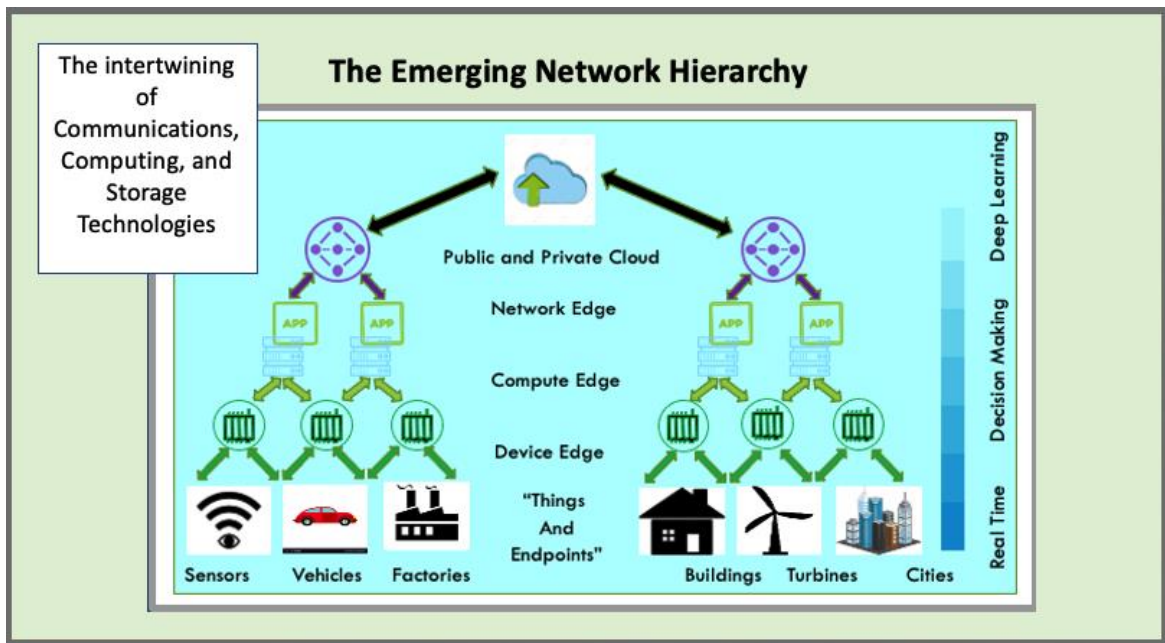 The intertwining
of
Communications,
Computing, and
Storage
Technologies
The Emerging Network Hierarchy
Public and Private Cloud
Network Edge
APP
APP
APP
APP
Compute Edge
Device Edge
"Things
And
Endpoints"
Sensors
Vehicles
Factories
Buildings
Turbines
Cities
Deep Learning
Decision Making
Real Time